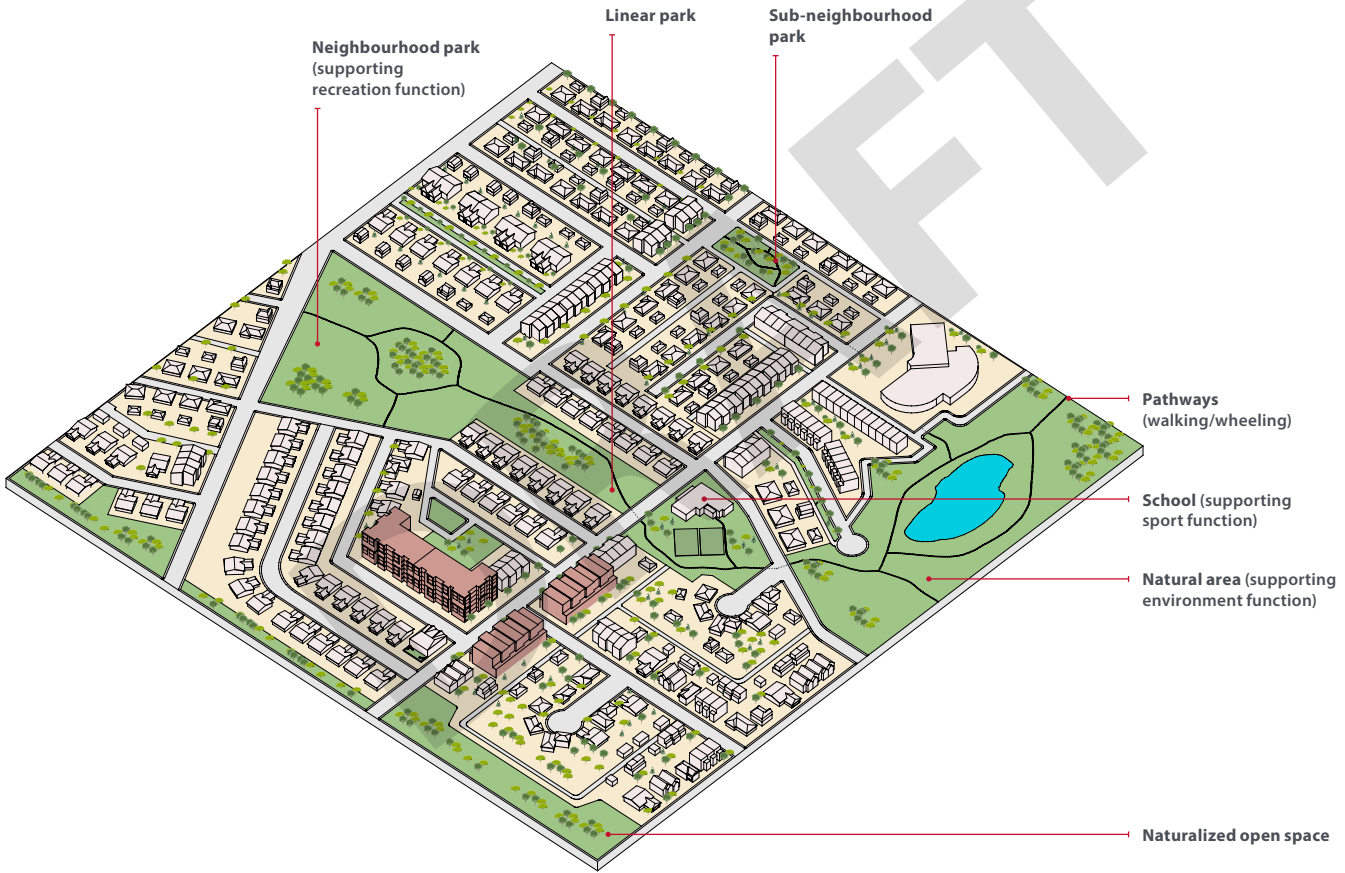 Linear park
Sub-neighbourhood
park
Neighbourhood park
(supporting
recreation function)
Pathways
(walking/wheeling)
School (supporting
sport function)
Natural area (supporting
environment function)
Naturalized open space
DRAFT